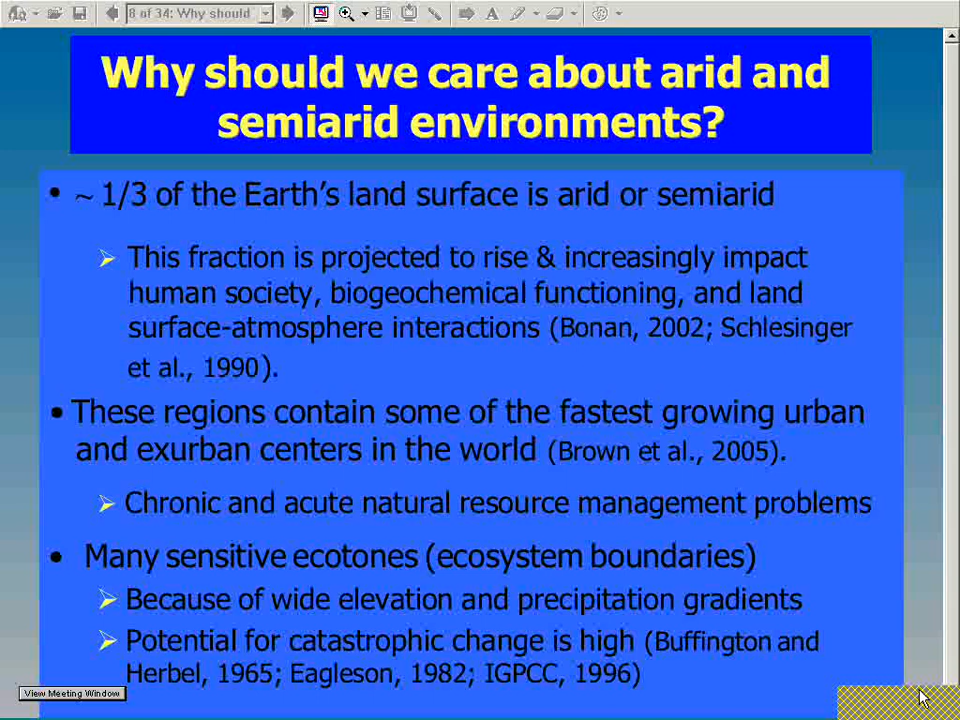 8 of 34: Why should
Why should we care about arid and
semiarid environments?
• ~ 1/3 of the Earth's land surface is arid or semiarid
➢ This fraction is projected to rise & increasingly impact
human society, biogeochemical functioning, and land
surface-atmosphere interactions (Bonan, 2002; Schlesinger
et al., 1990).
• These regions contain some of the fastest growing urban
and exurban centers in the world (Brown et al., 2005).
➢ Chronic and acute natural resource management problems
• Many sensitive ecotones (ecosystem boundaries)
➢ Because of wide elevation and precipitation gradients
➢ Potential for catastrophic change is high (Buffington and
Herbel, 1965; Eagleson, 1982; IGPCC, 1996)
View Meeting Window